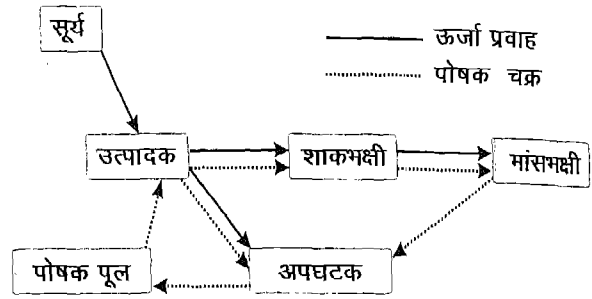 सूर्य
ऊर्जा प्रवाह
पोषक चक्र
उत्पादक
शाकभक्षी
मांसभक्षी
पोषक पूल
अपघटक